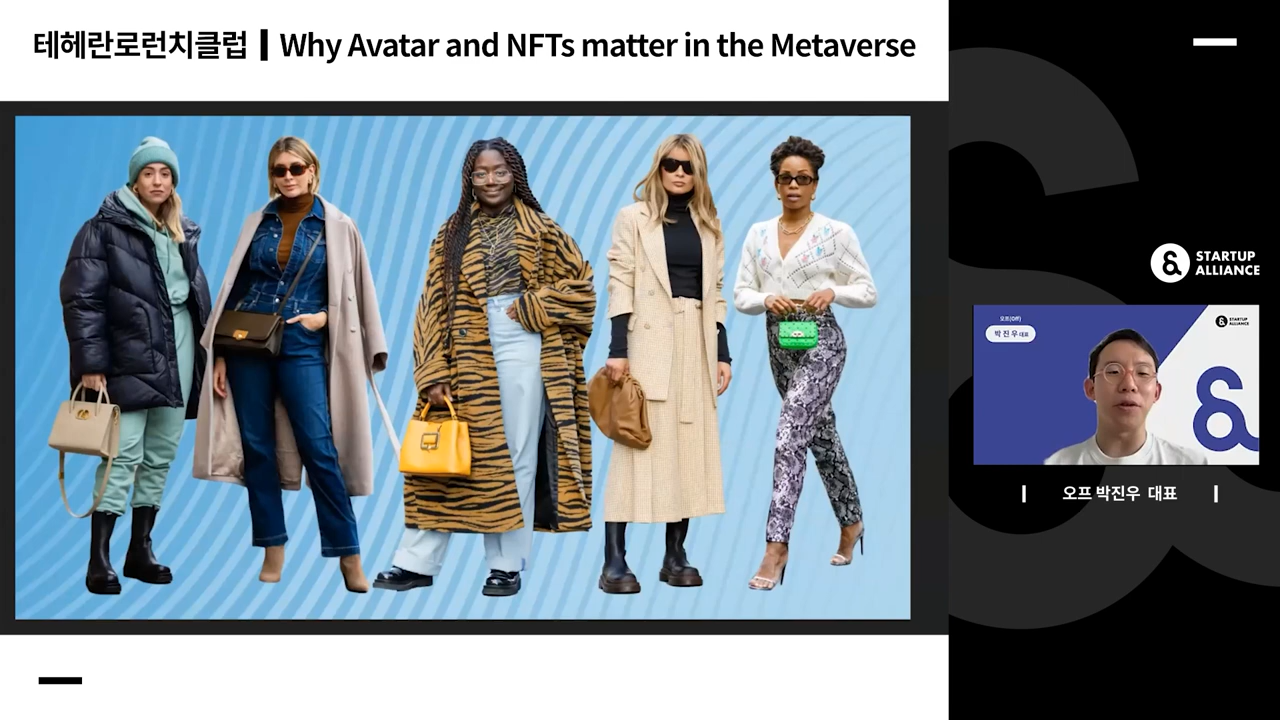 테헤란로런치클럽 | Why Avatar and NFTs matter in the Metaverse
STARTUP
ALLIANCE
오프(Off)
박진우 대표
STARTUP
ALLIANCE
오프 박진우 대표